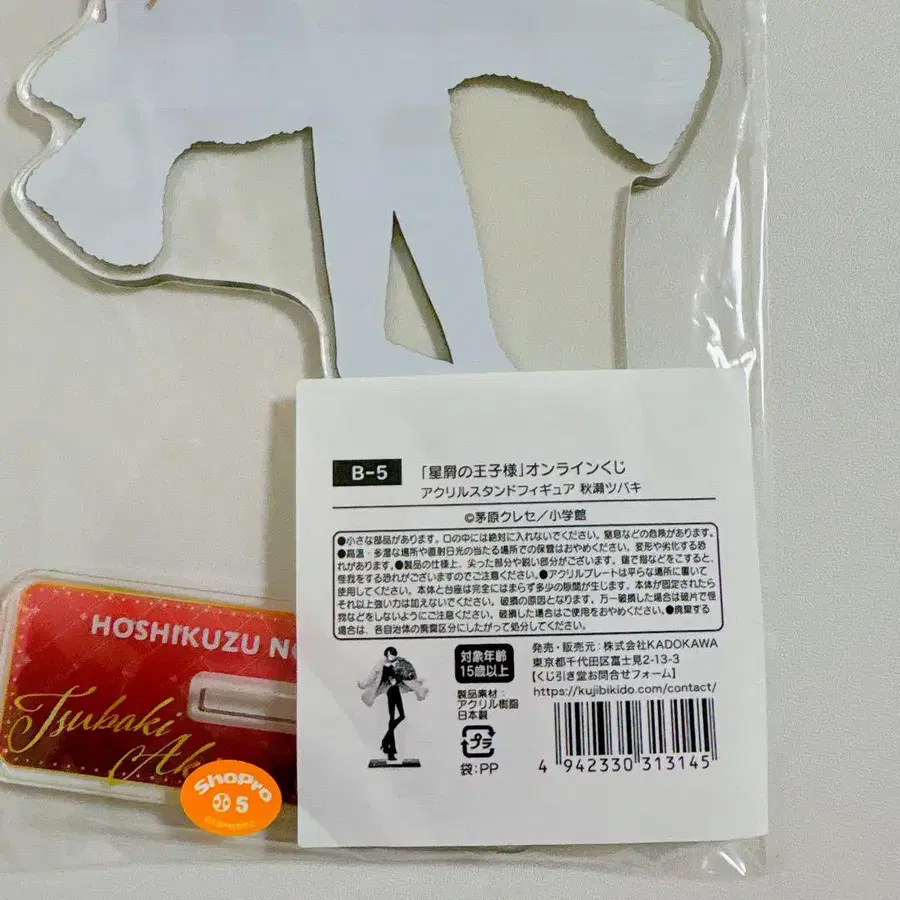 B-5
「星屑の王子様」オンラインくじ
アクリルスタンドフィギュア 秋瀬ツバキ
©茅原クレセ／小学館
●小さな部品があります。口の中には絶対に入れないでください。窒息などの危険があります。
●高温・多湿な場所や直射日光の当たる場所での保管はおやめください。変形や劣化する恐
れがあります。●製品の仕様上、尖った部分や鋭い部分がございます。鍵で指などをこすると、
怪我をする恐れがございますのでご注意ください。●アクリルプレートは平らな場所に置いて
使用してください。本体と台座は完全にはまらず多少の隙間が生じます。本体が固定されたら
それ以上強い力は加えないでください。破損の原因となります。万一破損した場合は破片で怪
我などをしないようにご注意ください。破損した場合はご使用をおやめください。●廃棄する
場合は、各自治体の廃棄区分にしたがって処分してください。
対象年齢
15歳以上
製品素材：
アクリル樹脂
日本製
プラ
袋：PP
発売・販売元：株式会社KADOKAWA
東京都千代田区富士見2-13-3
【くじ引き堂お問合せフォーム】
https://kujibikido.com/contact/
4 942330 313145
HOSHIKUZU NO
Tsubaki
Ak
ShoPro
5